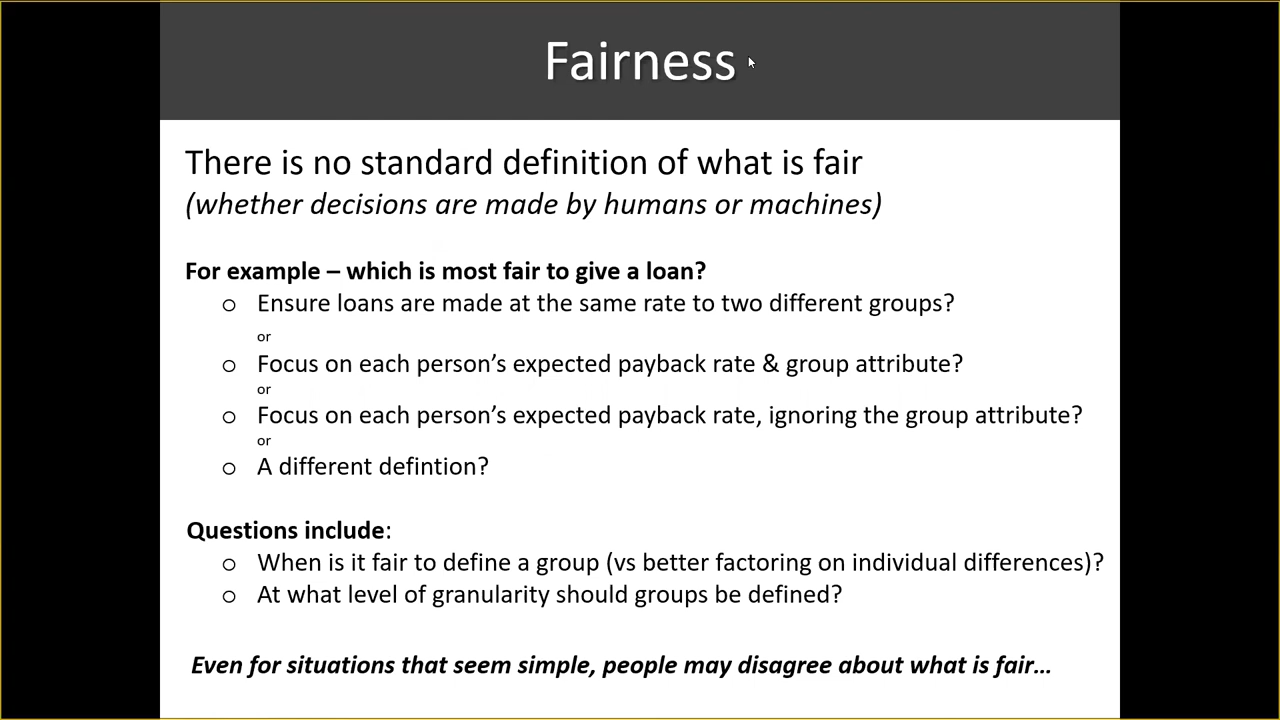 Fairness
There is no standard definition of what is fair
(whether decisions are made by humans or machines)
For example – which is most fair to give a loan?
o Ensure loans are made at the same rate to two different groups?
or
o Focus on each person's expected payback rate & group attribute?
or
o Focus on each person's expected payback rate, ignoring the group attribute?
or
o A different defintion?
Questions include:
o When is it fair to define a group (vs better factoring on individual differences)?
o At what level of granularity should groups be defined?
Even for situations that seem simple, people may disagree about what is fair...